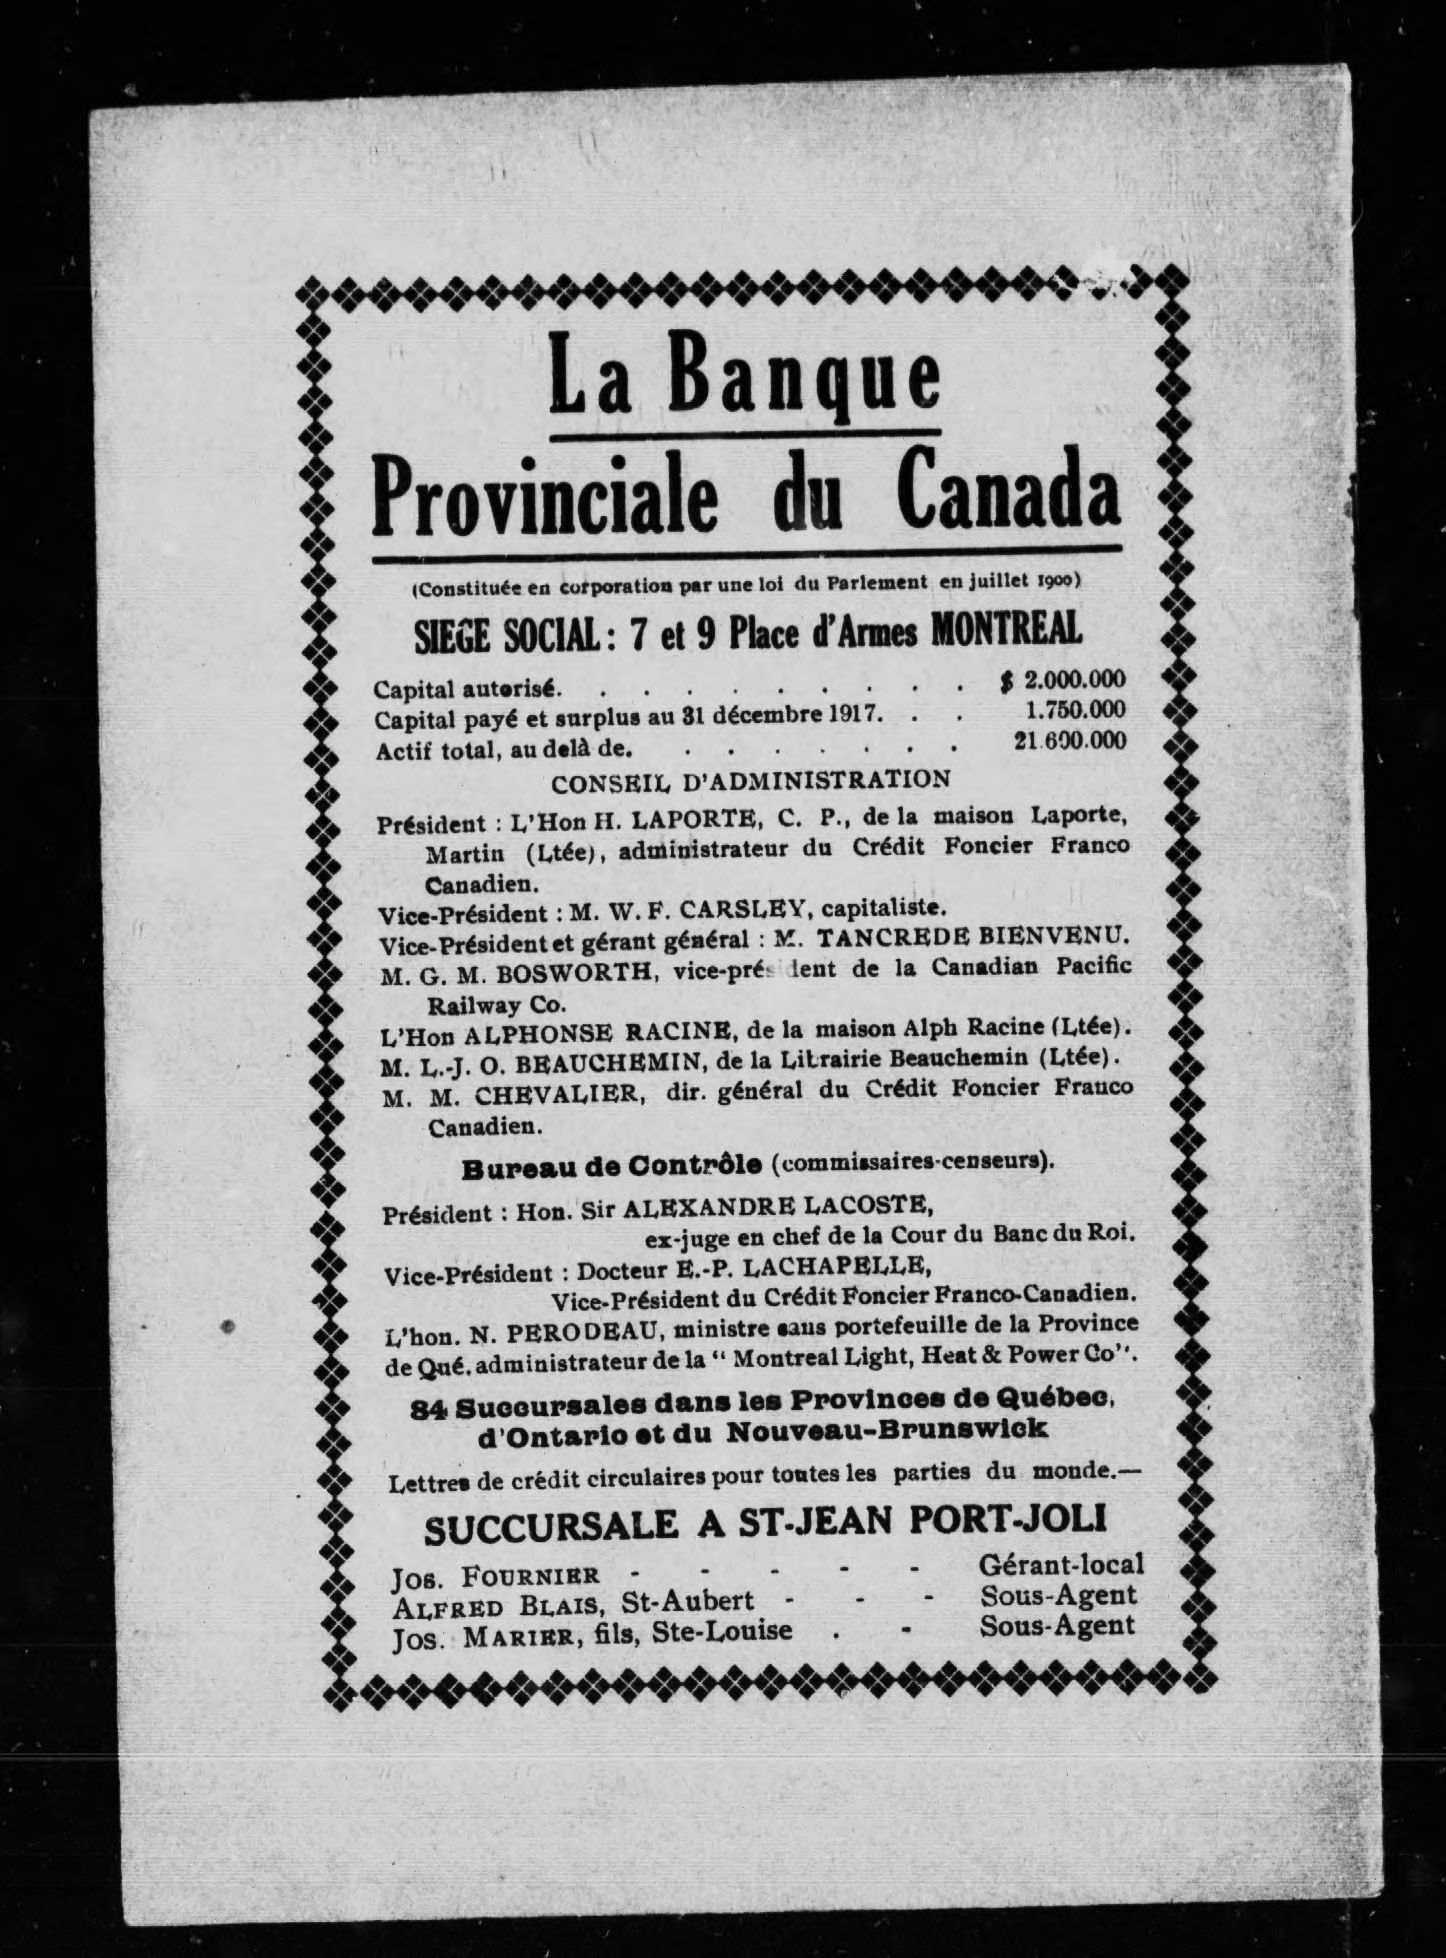 La Banque
Provinciale du Canada
(Constituée en corporation par une loi du Parlement en juillet 1900)
SIEGE SOCIAL : 7 et 9 Place d'Armes MONTREAL
Capital autorisé. . . . . . . . . . $ 2.000.000
Capital payé et surplus au 31 décembre 1917. . . 1.750.000
Actif total, au delà de. . . . . . . . 21.600.000
CONSEIL D'ADMINISTRATION
Président : L'Hon H. LAPORTE, C. P., de la maison Laporte,
Martin (Ltée), administrateur du Crédit Foncier Franco
Canadien.
Vice-Président : M. W. F. CARSLEY, capitaliste.
Vice-Président et gérant général : M. TANCREDE BIENVENU.
M. G. M. BOSWORTH, vice-président de la Canadian Pacific
Railway Co.
L'Hon ALPHONSE RACINE, de la maison Alph Racine (Ltée).
M. L.-J. O. BEAUCHEMIN, de la Librairie Beauchemin (Ltée).
M. M. CHEVALIER, dir. général du Crédit Foncier Franco
Canadien.
Bureau de Contrôle (commissaires-censeurs).
Président : Hon. Sir ALEXANDRE LACOSTE,
ex-juge en chef de la Cour du Banc du Roi.
Vice-Président : Docteur E.-P. LACHAPELLE,
Vice-Président du Crédit Foncier Franco-Canadien.
L'hon. N. PERODEAU, ministre sans portefeuille de la Province
de Qué. administrateur de la “ Montreal Light, Heat & Power Co''.
84 Succursales dans les Provinces de Québec,
d'Ontario et du Nouveau-Brunswick
Lettres de crédit circulaires pour toutes les parties du monde.—
SUCCURSALE A ST-JEAN PORT-JOLI
JOS. FOURNIER - - - - - Gérant-local
ALFRED BLAIS, St-Aubert - - - Sous-Agent
JOS. MARIER, fils, Ste-Louise . - Sous-Agent